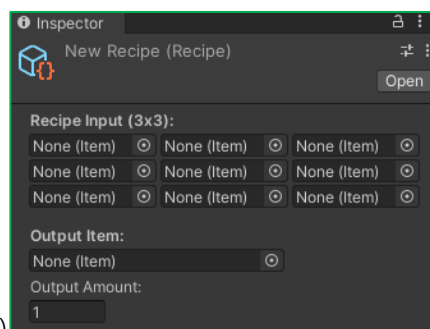 Inspector
New Recipe (Recipe)
Open
Recipe Input (3x3):
None (Item) None (Item) None (Item)
None (Item) None (Item) None (Item)
None (Item) None (Item) None (Item)
Output Item:
None (Item)
Output Amount:
1
)